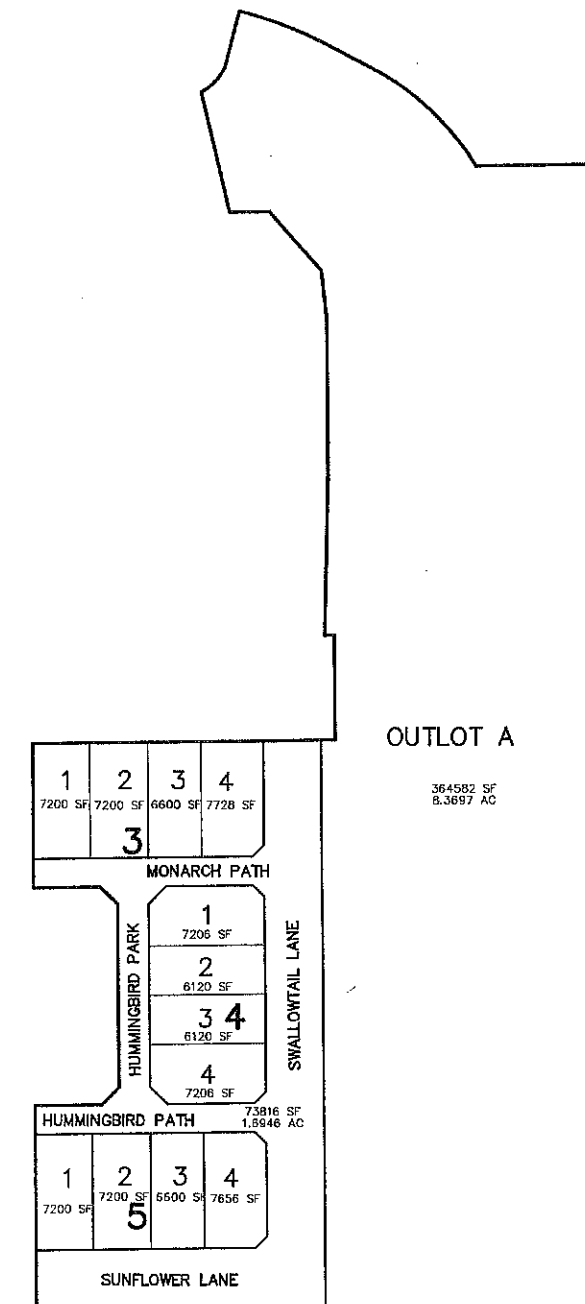 OUTLOT A
364582 SF
8.3697 AC
1
7200 SF
2
7200 SF
3
6600 SF
4
7728 SF
3
MONARCH PATH
HUMMINGBIRD PARK
1
7206 SF
2
6120 SF
3
6120 SF
4
4
7206 SF
SWALLOWTAIL LANE
73816 SF
1.6946 AC
HUMMINGBIRD PATH
1
7200 SF
2
7200 SF
3
6600 S
4
7656 SF
5
SUNFLOWER LANE